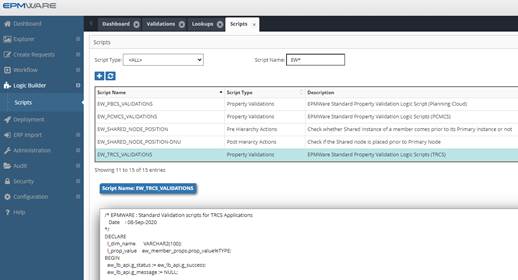 EPMWARE
Dashboard
Explorer
Create Requests
Workflow
Logic Builder
Scripts
Deployment
ERP Import
Administration
Audit
Security
Configuration
Help
Dashboard
Validations
Lookups
Scripts
Scripts
Script Type: <ALL>
Script Name: EW*
Script Name Script Type Description
EW_PBCS_VALIDATIONS Property Validations EPMWare Standard Property Validation Logic Script (Planning Cloud)
EW_PCMCS_VALIDATIONS Property Validations EPMWare Standard Property Validation Logic Scripts (PCMCS)
EW_SHARED_NODE_POSITION Pre Hierarchy Actions Check whether Shared instance of a member comes prior to its Primary instance or not
EW_SHARED_NODE_POSITION-DNU Post Hierarcy Actions Check if the Shared node is placed prior to Primary Node
EW_TRCS_VALIDATIONS Property Validations EPMWare Standard Property Validation Logic Scripts (TRCS)
Showing 11 to 15 of 15 entries
Script Name: EW_TRCS_VALIDATIONS
/* EPMWARE : Standard Validation scripts for TRCS Applications
Date : 08-Sep-2020
*/
DECLARE
l_dim_name VARCHAR2(100);
l_prop_value ew_member_props.prop_value%TYPE;
BEGIN
ew_lb_api.g_status := ew_lb_api.g_success;
ew_lb_api.g_message := NULL;